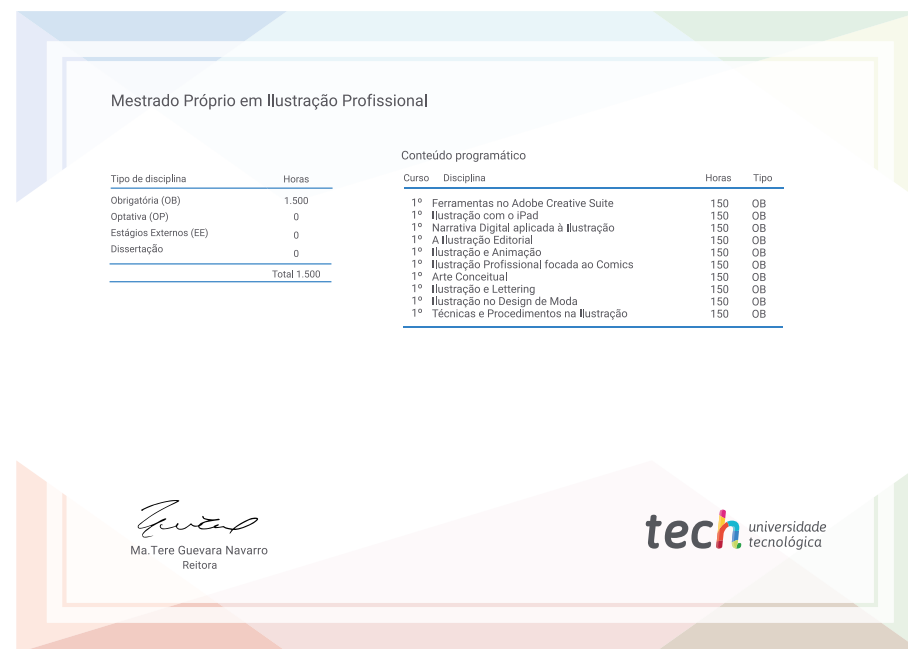 Mestrado Próprio em Ilustração Profissional
Tipo de disciplina Horas
Obrigatória (OB) 1.500
Optativa (OP) 0
Estágios Externos (EE) 0
Dissertação 0
Total 1.500
Conteúdo programático
Curso Disciplina Horas Tipo
1º Ferramentas no Adobe Creative Suite 150 OB
1º Ilustração com o iPad 150 OB
1º Narrativa Digital aplicada à Ilustração 150 OB
1º A Ilustração Editorial 150 OB
1º Ilustração e Animação 150 OB
1º Ilustração Profissional focada ao Comics 150 OB
1º Arte Conceitual 150 OB
1º Ilustração e Lettering 150 OB
1º Ilustração no Design de Moda 150 OB
1º Técnicas e Procedimentos na Ilustração 150 OB
Ma.Tere Guevara Navarro
Reitora
tech universidade
tecnológica